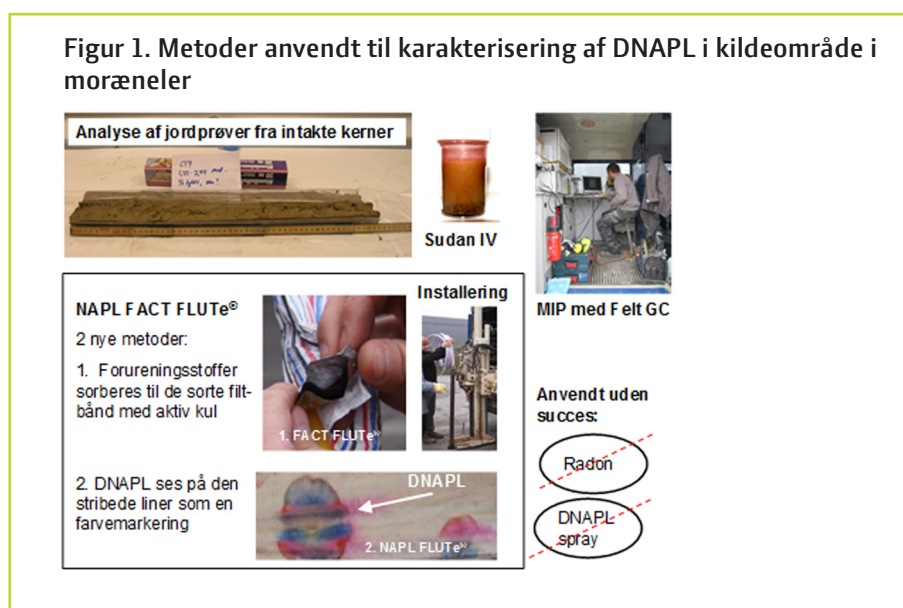 Figur 1. Metoder anvendt til karakterisering af DNAPL i kildeområde i
moræneler
Analyse af jordprøver fra intakte kerner
Sudan IV
MIP med Felt GC
NAPL FACT FLUTe®
2 nye metoder:
1. Forureningsstoffer
sorberes til de sorte filt-
bånd med aktiv kul
1. FACT FLUTe
Installering
2. DNAPL ses på den
stribede liner som en
farvemarkering
DNAPL
2. NAPL FLUTe
Anvendt uden
succes:
Radon
DNAPL
spray